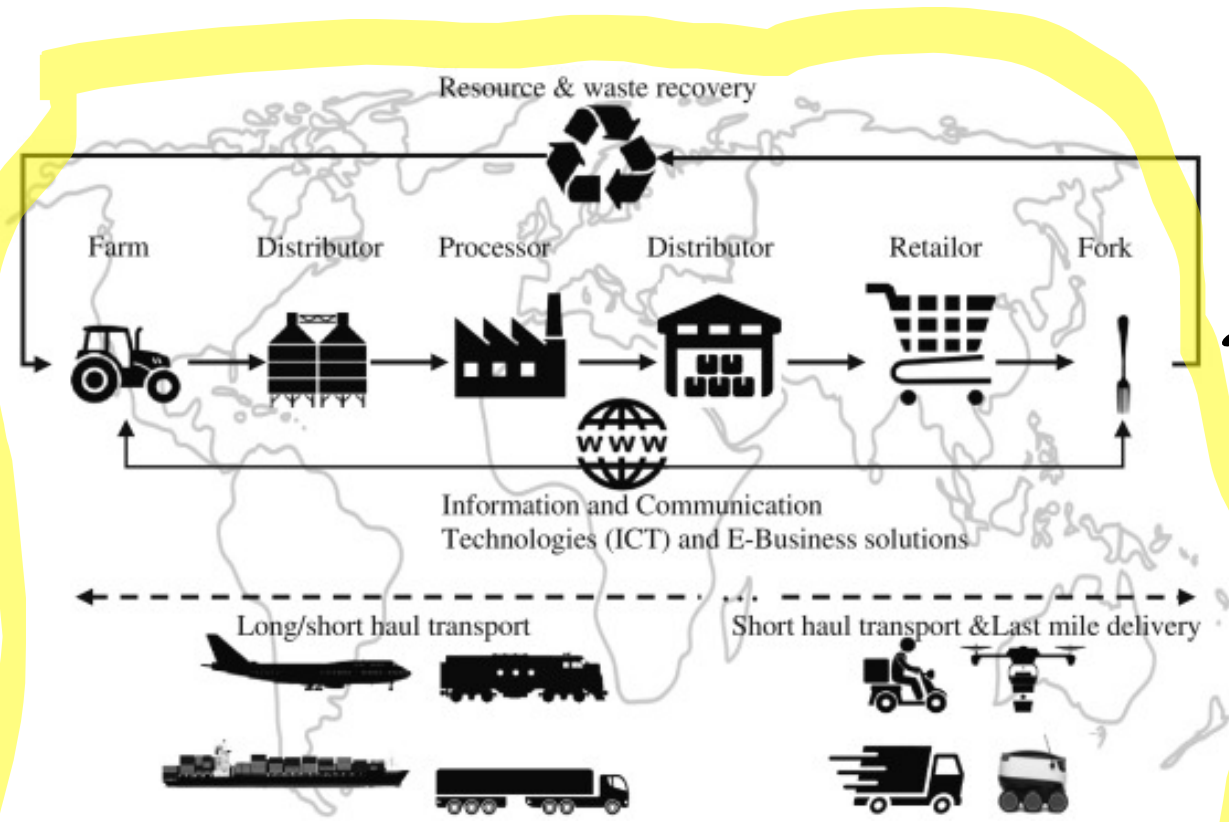 Resource & waste recovery
Farm
Distributor
Processor
Distributor
Retailor
Fork
WWW
Information and Communication
Technologies (ICT) and E-Business solutions
...
Long/short haul transport
Short haul transport &Last mile delivery